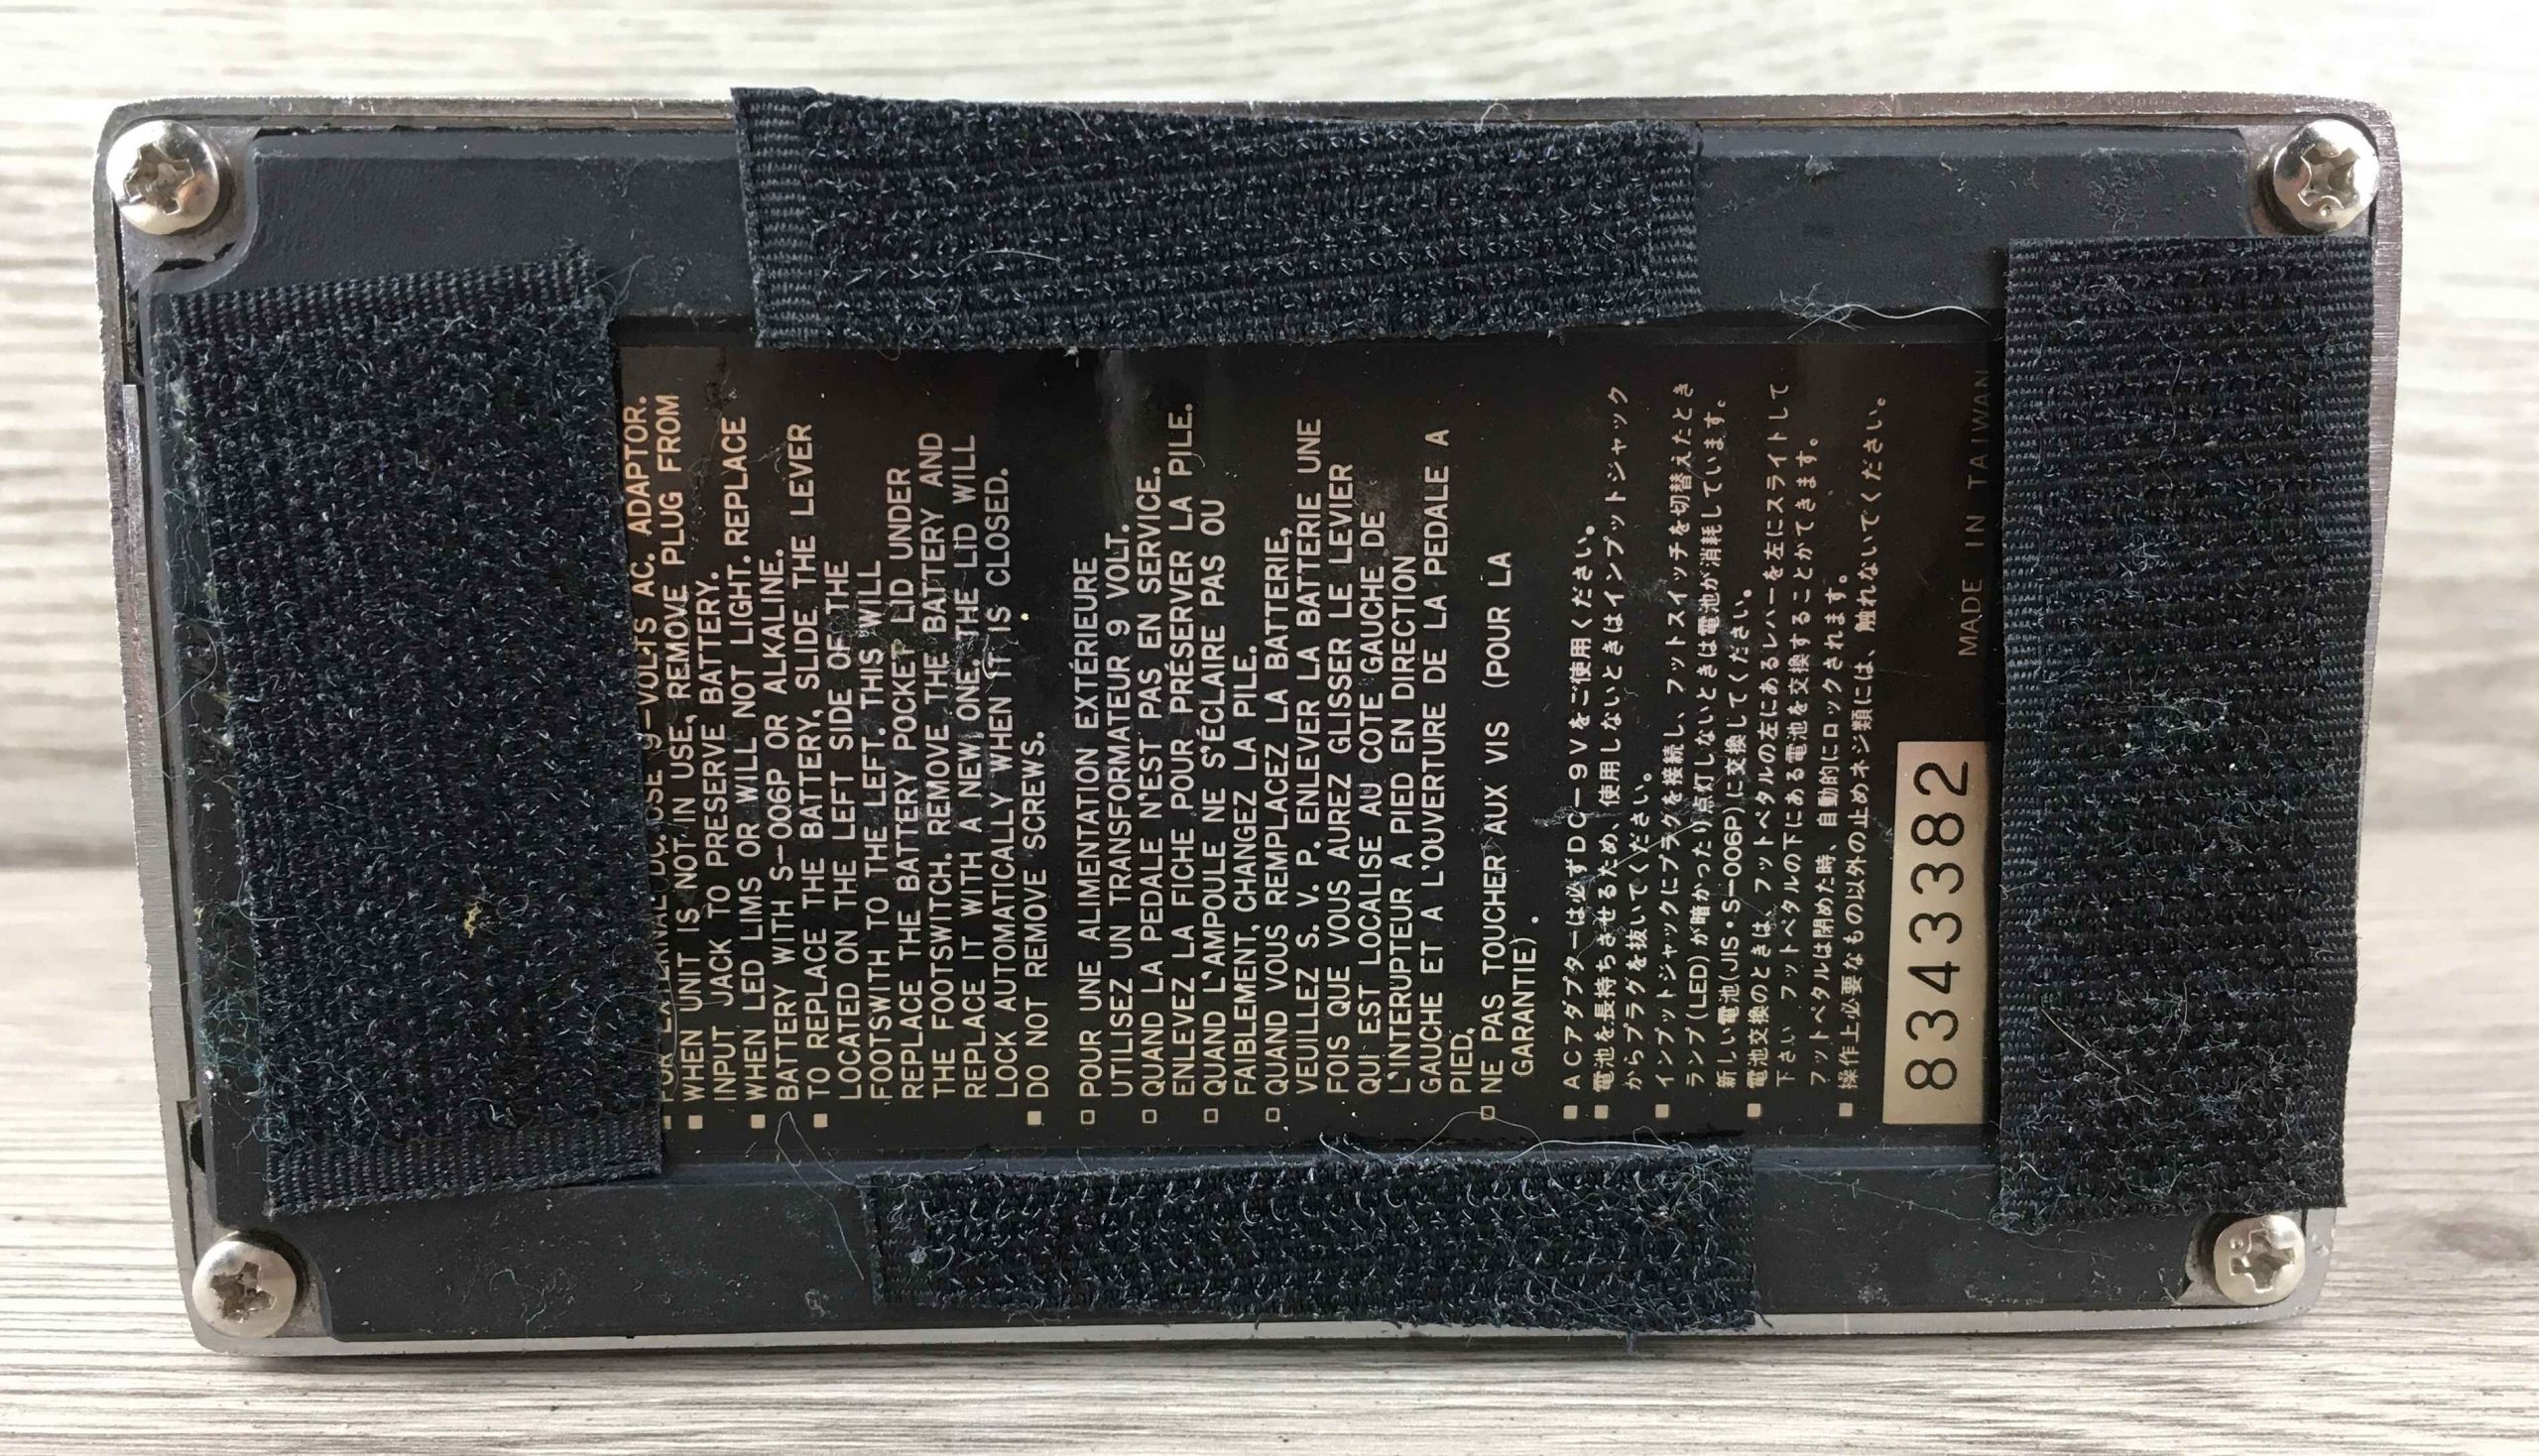 ■ FOR EXTERNAL DC. USE 9-VOLTS AC. ADAPTOR.
■ WHEN UNIT IS NOT IN USE, REMOVE PLUG FROM
INPUT JACK TO PRESERVE BATTERY.
■ WHEN LED LIMS OR WILL NOT LIGHT. REPLACE
BATTERY WITH S-006P OR ALKALINE.
■ TO REPLACE THE BATTERY, SLIDE THE LEVER
LOCATED ON THE LEFT SIDE OF THE
FOOTSWITH TO THE LEFT. THIS WILL
REPLACE THE BATTERY POCKET LID UNDER
THE FOOTSWITCH. REMOVE THE BATTERY AND
REPLACE IT WITH A NEW ONE. THE LID WILL
LOCK AUTOMATICALLY WHEN IT IS CLOSED.
■ DO NOT REMOVE SCREWS.
□ POUR UNE ALIMENTATION EXTÉRIEURE
UTILISEZ UN TRANSFORMATEUR 9 VOLT.
□ QUAND LA PEDALE N'EST PAS EN SERVICE.
ENLEVEZ LA FICHE POUR PRÉSERVER LA PILE.
□ QUAND L'AMPOULE NE S'ÉCLAIRE PAS OU
FAIBLEMENT, CHANGEZ LA PILE.
□ QUAND VOUS REMPLACEZ LA BATTERIE,
VEUILLEZ S. V. P. ENLEVER LA BATTERIE UNE
FOIS QUE VOUS AUREZ GLISSER LE LEVIER
QUI EST LOCALISE AU COTE GAUCHE DE
L'INTERUPTEUR A PIED EN DIRECTION
GAUCHE ET A L'OUVERTURE DE LA PEDALE A
PIED.
□ NE PAS TOUCHER AUX VIS (POUR LA
GARANTIE).
■ ACアダプターは必ずDC-9Vをご使用ください。
■ 電池を長持ちさせるため、使用しないときはインプットジャック
からプラグを抜いてください。
■ インプットジャックにプラグを接続し、フットスイッチを切替えたとき
ランプ(LED)が暗かったり点灯しないときは電池が消耗しています。
新しい電池(JIS・S-006P)に交換してください。
■ 電池交換のときは、フットペタルの左にあるレバーを左にスライトして
下さい フットペタルの下にある電池を交換することかてきます。
フットペタルは閉めた時、自動的にロックされます。
■ 操作上必要なもの以外の止めネジ類には、触れないでください。
8343382
MADE IN TAIWAN